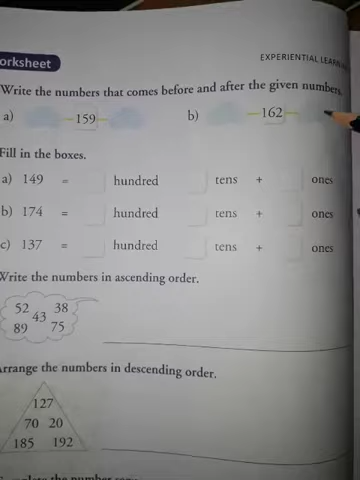 orksheet
EXPERIENTIAL
Write the numbers that comes before and after the given numbers.
a) 159 b) 162
Fill in the boxes.
a) 149 = hundred tens + ones
b) 174 = hundred tens + ones
c) 137 = hundred tens + ones
Write the numbers in ascending order.
52 38
43
89 75
Arrange the numbers in descending order.
127
70 20
185 192